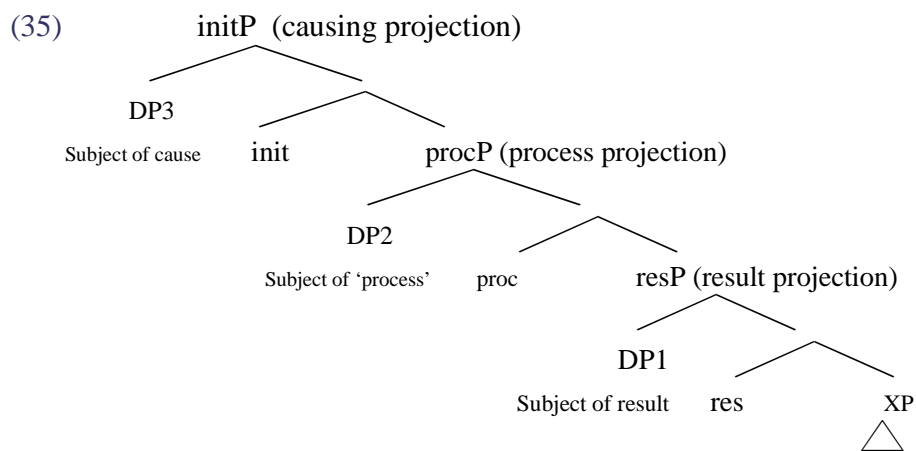 (35) initP (causing projection)
DP3
Subject of cause init procP (process projection)
DP2
Subject of ‘process’ proc resP (result projection)
DP1
Subject of result res XP